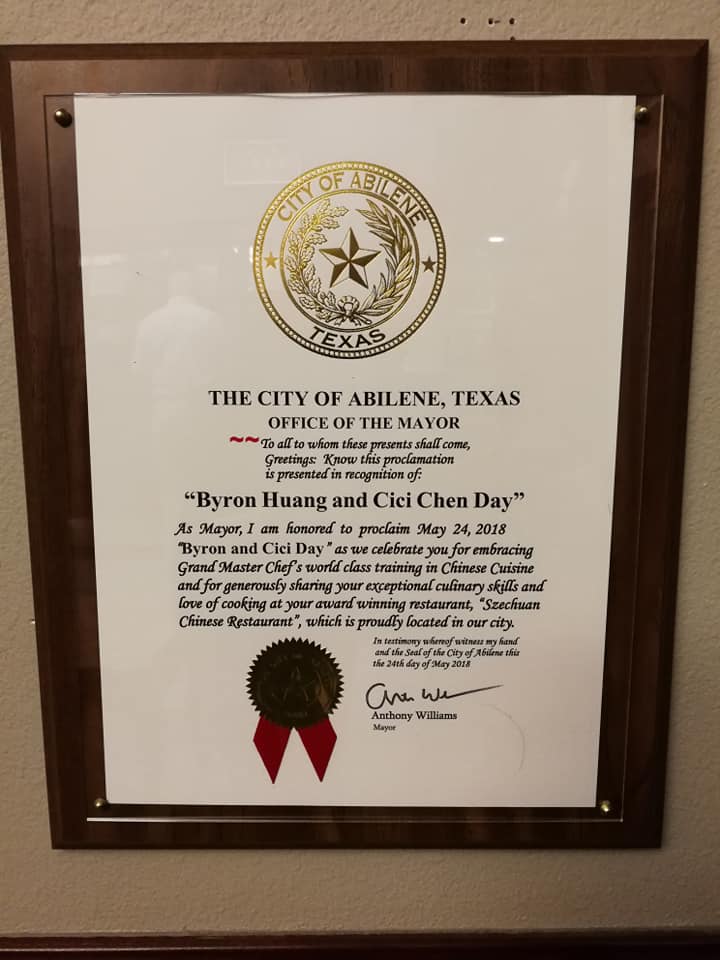 CITY OF ABILENE
TEXAS
THE CITY OF ABILENE, TEXAS
OFFICE OF THE MAYOR
~~To all to whom these presents shall come,
Greetings: Know this proclamation
is presented in recognition of:
“Byron Huang and Cici Chen Day”
As Mayor, I am honored to proclaim May 24, 2018
“Byron and Cici Day” as we celebrate you for embracing
Grand Master Chef's world class training in Chinese Cuisine
and for generously sharing your exceptional culinary skills and
love of cooking at your award winning restaurant, “Szechuan
Chinese Restaurant”, which is proudly located in our city.
In testimony whereof witness my hand
and the Seal of the City of Abilene this
the 24th day of May 2018
Anthony Williams
Mayor